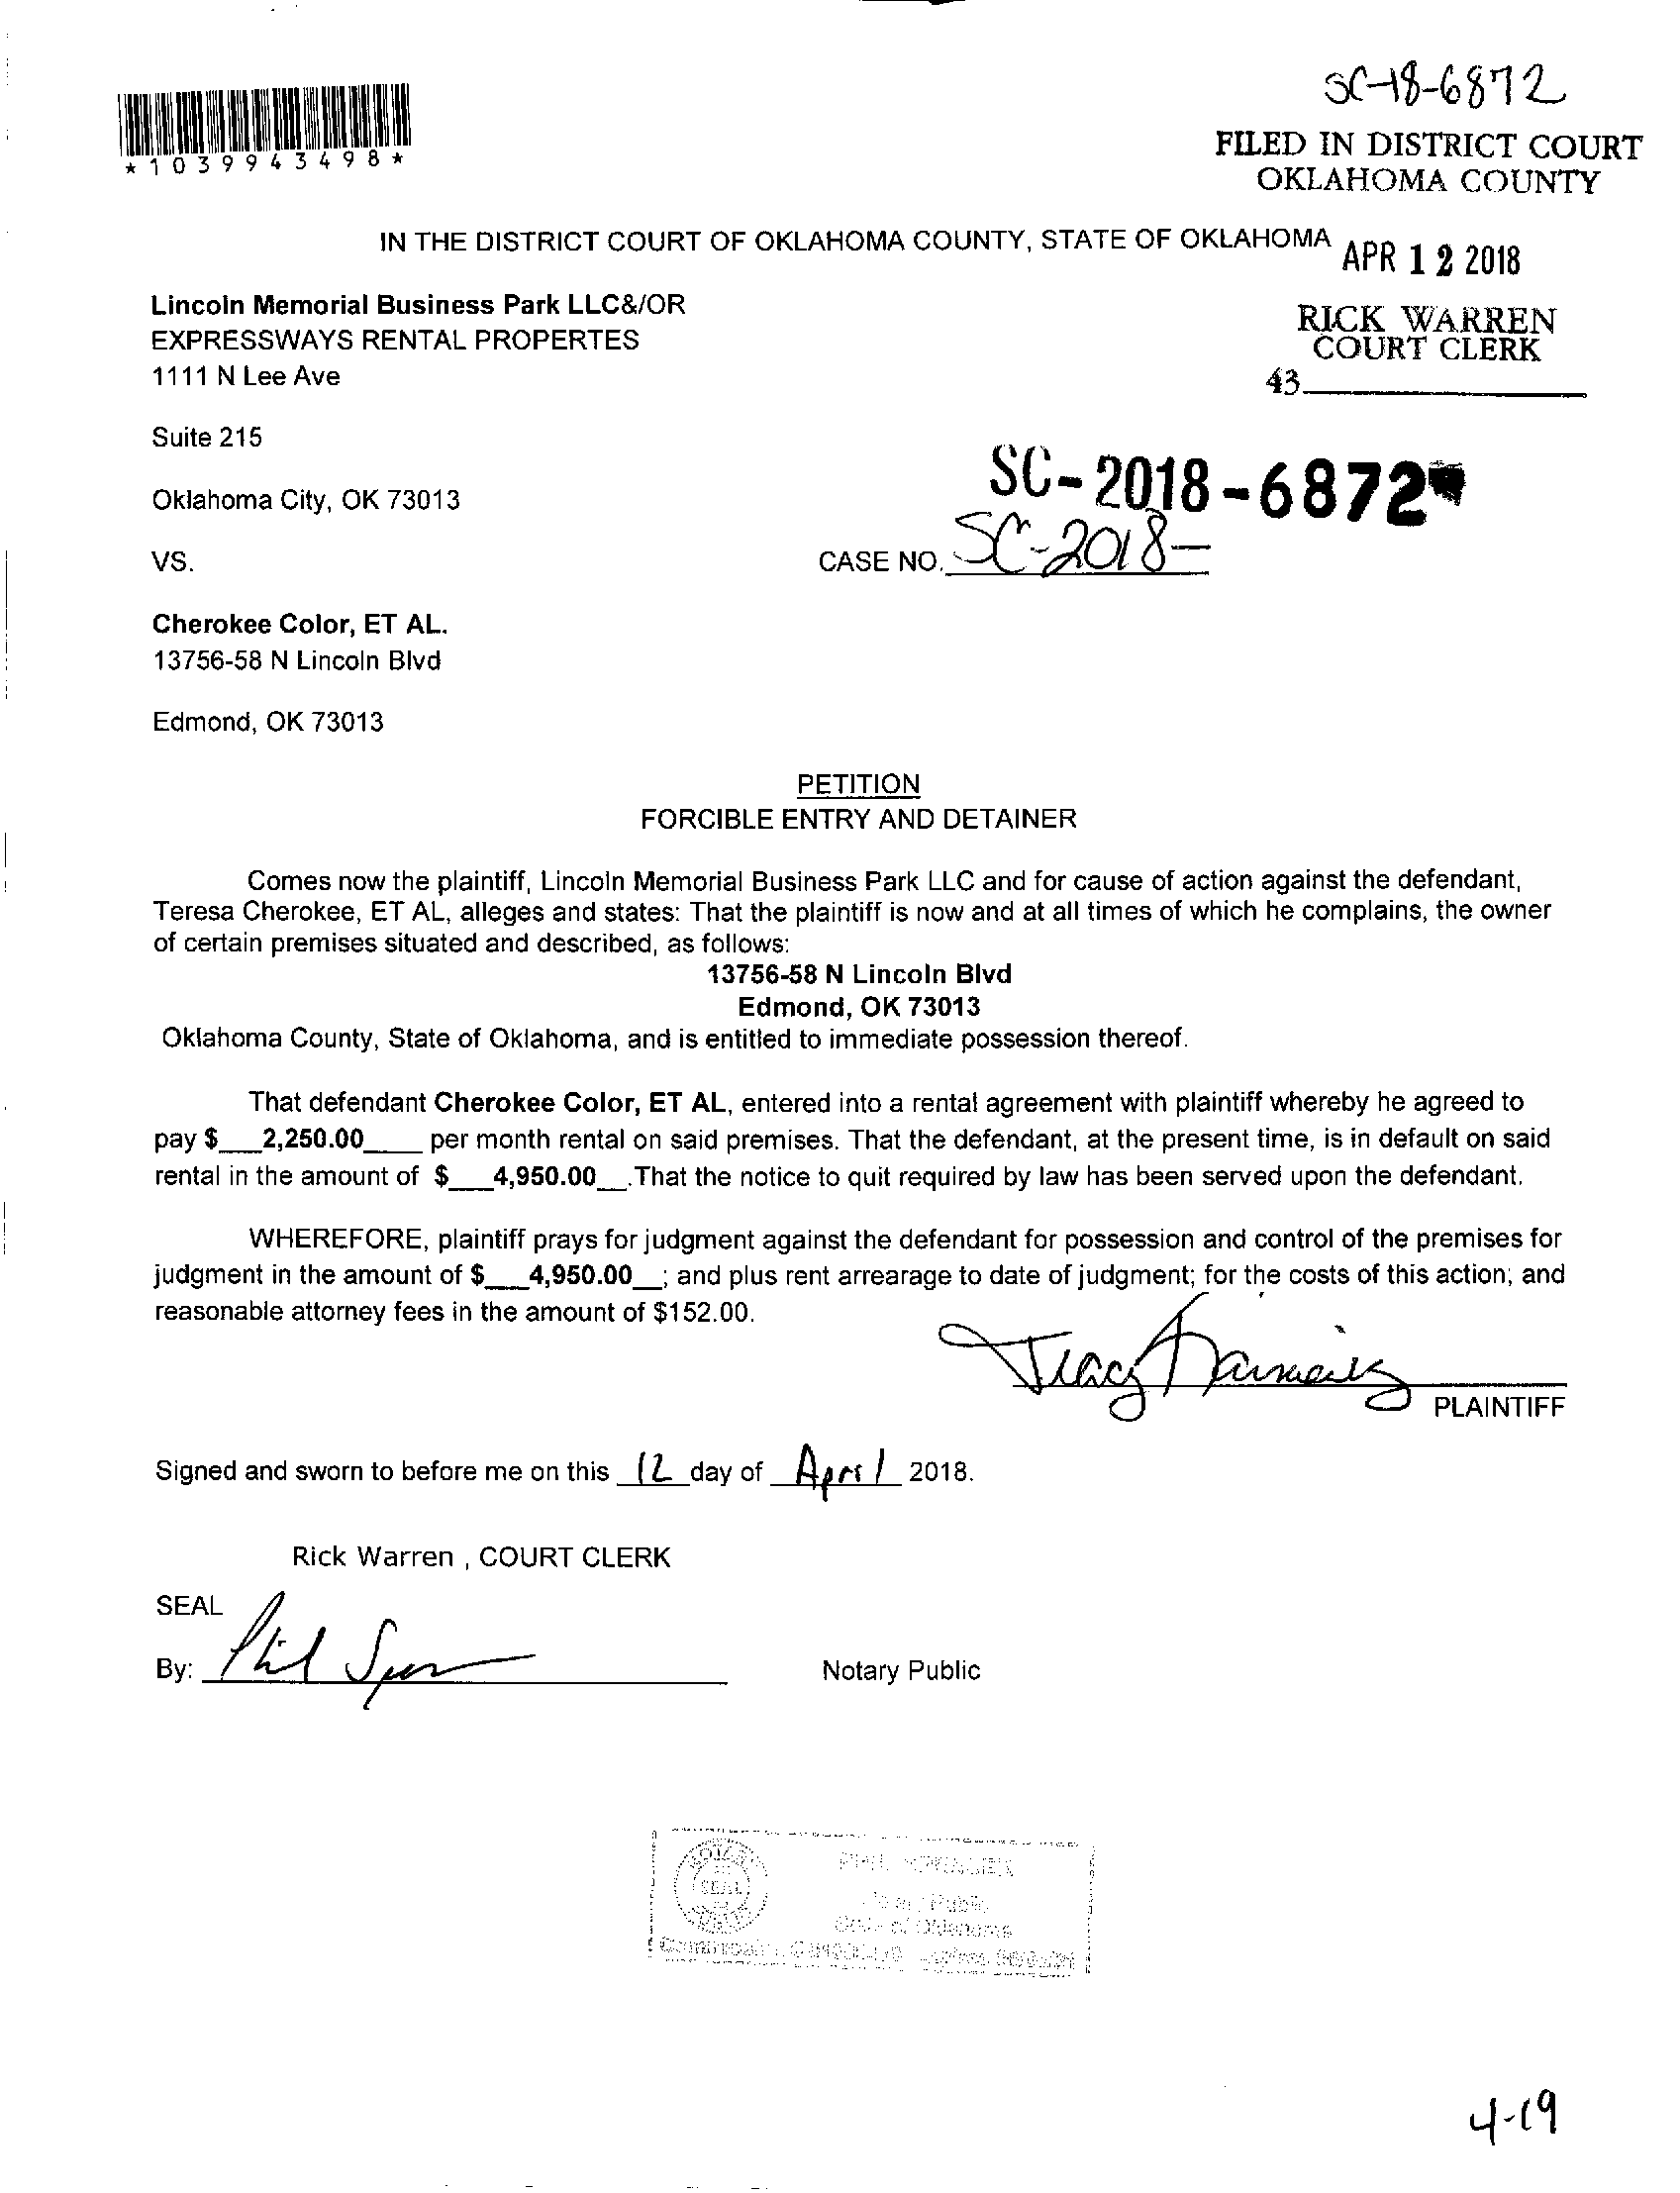 SC-18-6872
*1039943498*
FILED IN DISTRICT COURT
OKLAHOMA COUNTY
IN THE DISTRICT COURT OF OKLAHOMA COUNTY, STATE OF OKLAHOMA
APR 12 2018
Lincoln Memorial Business Park LLC&/OR
EXPRESSWAYS RENTAL PROPERTES
1111 N Lee Ave
RICK WARREN
COURT CLERK
43
Suite 215
Oklahoma City, OK 73013
SC-2018-6872
VS.
CASE NO. SC-2018-
Cherokee Color, ET AL.
13756-58 N Lincoln Blvd
Edmond, OK 73013
PETITION
FORCIBLE ENTRY AND DETAINER
Comes now the plaintiff, Lincoln Memorial Business Park LLC and for cause of action against the defendant,
Teresa Cherokee, ET AL, alleges and states: That the plaintiff is now and at all times of which he complains, the owner
of certain premises situated and described, as follows:
13756-58 N Lincoln Blvd
Edmond, OK 73013
Oklahoma County, State of Oklahoma, and is entitled to immediate possession thereof.
That defendant Cherokee Color, ET AL, entered into a rental agreement with plaintiff whereby he agreed to
pay $___2,250.00____ per month rental on said premises. That the defendant, at the present time, is in default on said
rental in the amount of $___4,950.00__.That the notice to quit required by law has been served upon the defendant.
WHEREFORE, plaintiff prays for judgment against the defendant for possession and control of the premises for
judgment in the amount of $___4,950.00__; and plus rent arrearage to date of judgment; for the costs of this action; and
reasonable attorney fees in the amount of $152.00.
Tracy
PLAINTIFF
Signed and sworn to before me on this 12 day of April 2018.
Rick Warren , COURT CLERK
SEAL
By: Phil
Notary Public
SEAL
Public
of Oklahoma
4-19